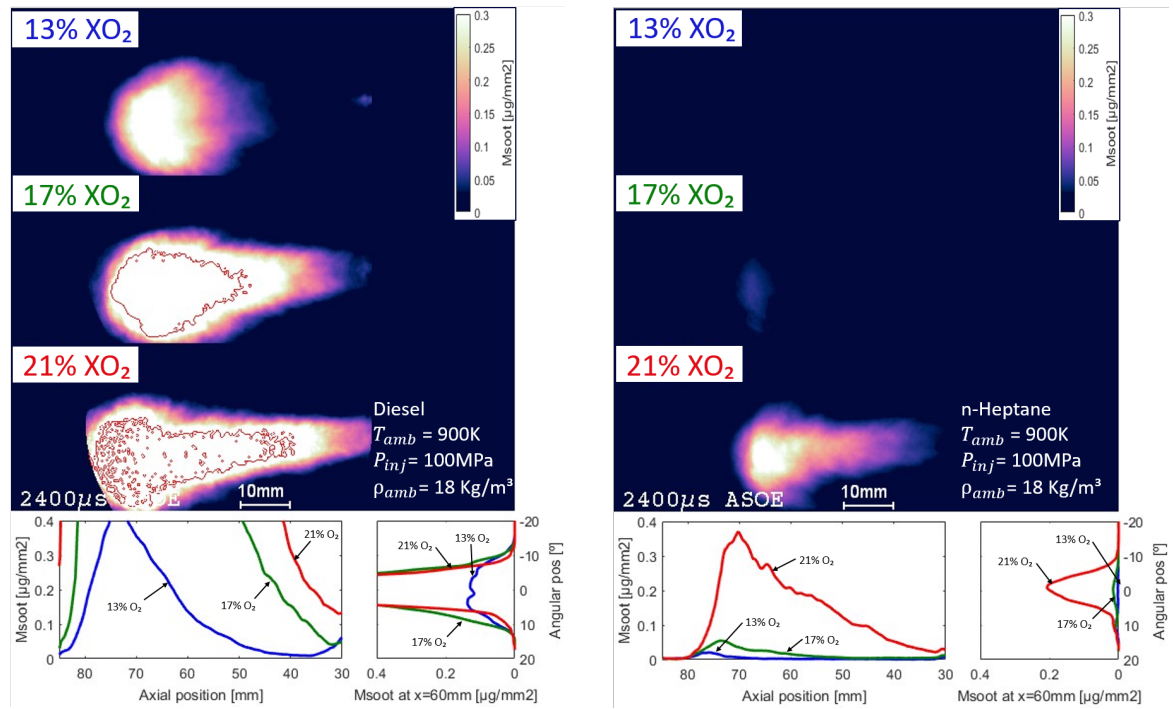 13% XO₂
0.3
0.25
0.2
0.15
0.1
0.05
0
Msoot [µg/mm2]
17% XO₂
21% XO₂
Diesel
T_amb = 900K
P_inj = 100MPa
ρ_amb = 18 Kg/m³
2400µs ASOE
10mm
0.4
0.3
0.2
0.1
0
Msoot [µg/mm2]
13% O₂
17% O₂
21% O₂
80 70 60 50 40 30
Axial position [mm]
21% O₂
13% O₂
17% O₂
-20
-10
0
10
20
Angular pos [º]
0.4 0.2 0
Msoot at x=60mm [µg/mm2]
13% XO₂
0.3
0.25
0.2
0.15
0.1
0.05
0
Msoot [µg/mm2]
17% XO₂
21% XO₂
n-Heptane
T_amb = 900K
P_inj = 100MPa
ρ_amb = 18 Kg/m³
2400µs ASOE
10mm
0.4
0.3
0.2
0.1
0
Msoot [µg/mm2]
21% O₂
13% O₂
17% O₂
80 70 60 50 40 30
Axial position [mm]
13% O₂
21% O₂
17% O₂
-20
-10
0
10
20
Angular pos [º]
0.4 0.2 0
Msoot at x=60mm [µg/mm2]